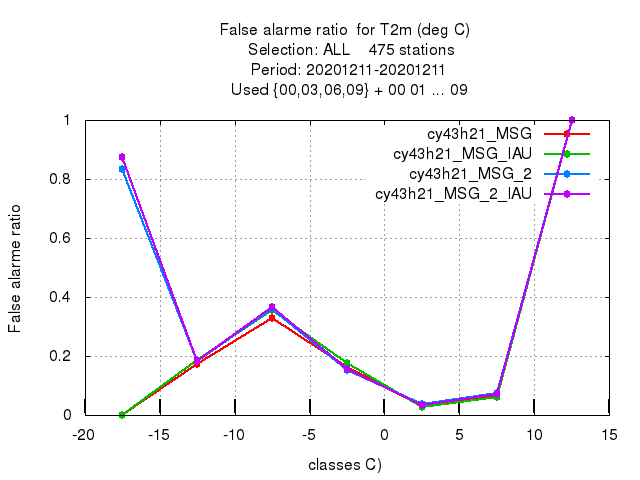 False alarme ratio  for T2m (deg C)
Selection: ALL    475 stations
Period: 20201211-20201211
Used {00,03,06,09} + 00 01 ... 09
cy43h21_MSG
cy43h21_MSG_IAU
cy43h21_MSG_2
cy43h21_MSG_2_IAU
False alarme ratio
1
0.8
0.6
0.4
0.2
0
-20 -15 -10 -5 0 5 10 15
classes C)